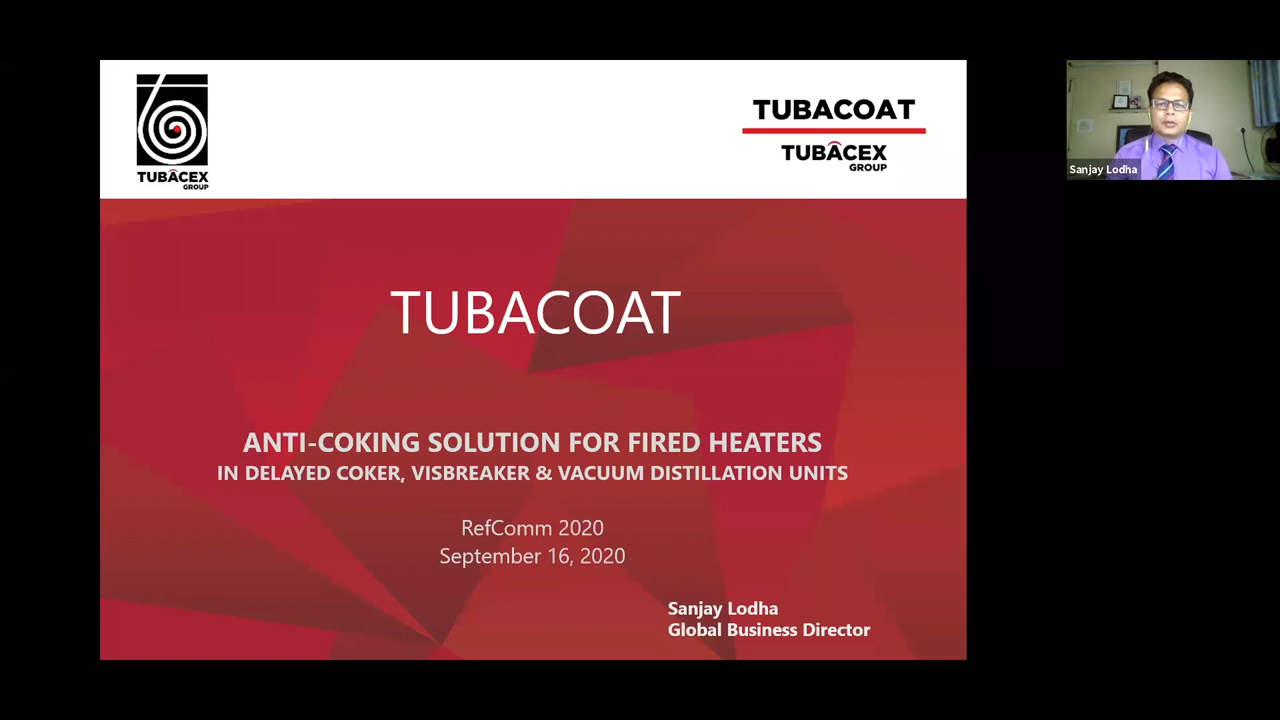 TUBACEX
GROUP
TUBACOAT
TUBACEX
GROUP
Sanjay Lodha
TUBACOAT
ANTI-COKING SOLUTION FOR FIRED HEATERS
IN DELAYED COKER, VISBREAKER & VACUUM DISTILLATION UNITS
RefComm 2020
September 16, 2020
Sanjay Lodha
Global Business Director